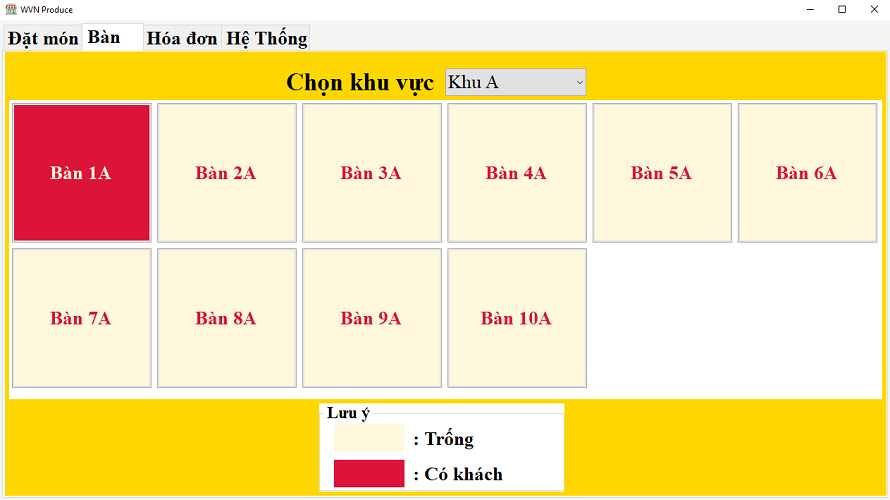 WVN Produce
Đặt món Bàn Hóa đơn Hệ Thống
Chọn khu vực Khu A
Bàn 1A Bàn 2A Bàn 3A Bàn 4A Bàn 5A Bàn 6A
Bàn 7A Bàn 8A Bàn 9A Bàn 10A
Lưu ý
: Trống
: Có khách